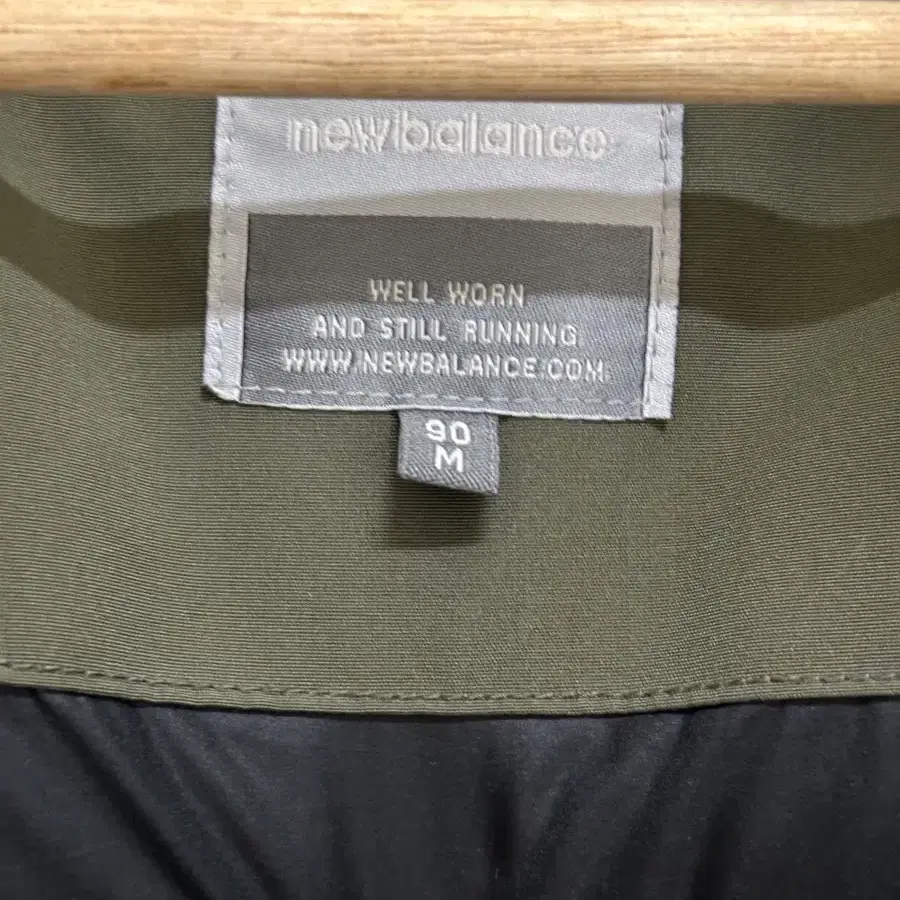 newbalance
WELL WORN
AND STILL RUNNING
WWW.NEWBALANCE.COM
90
M